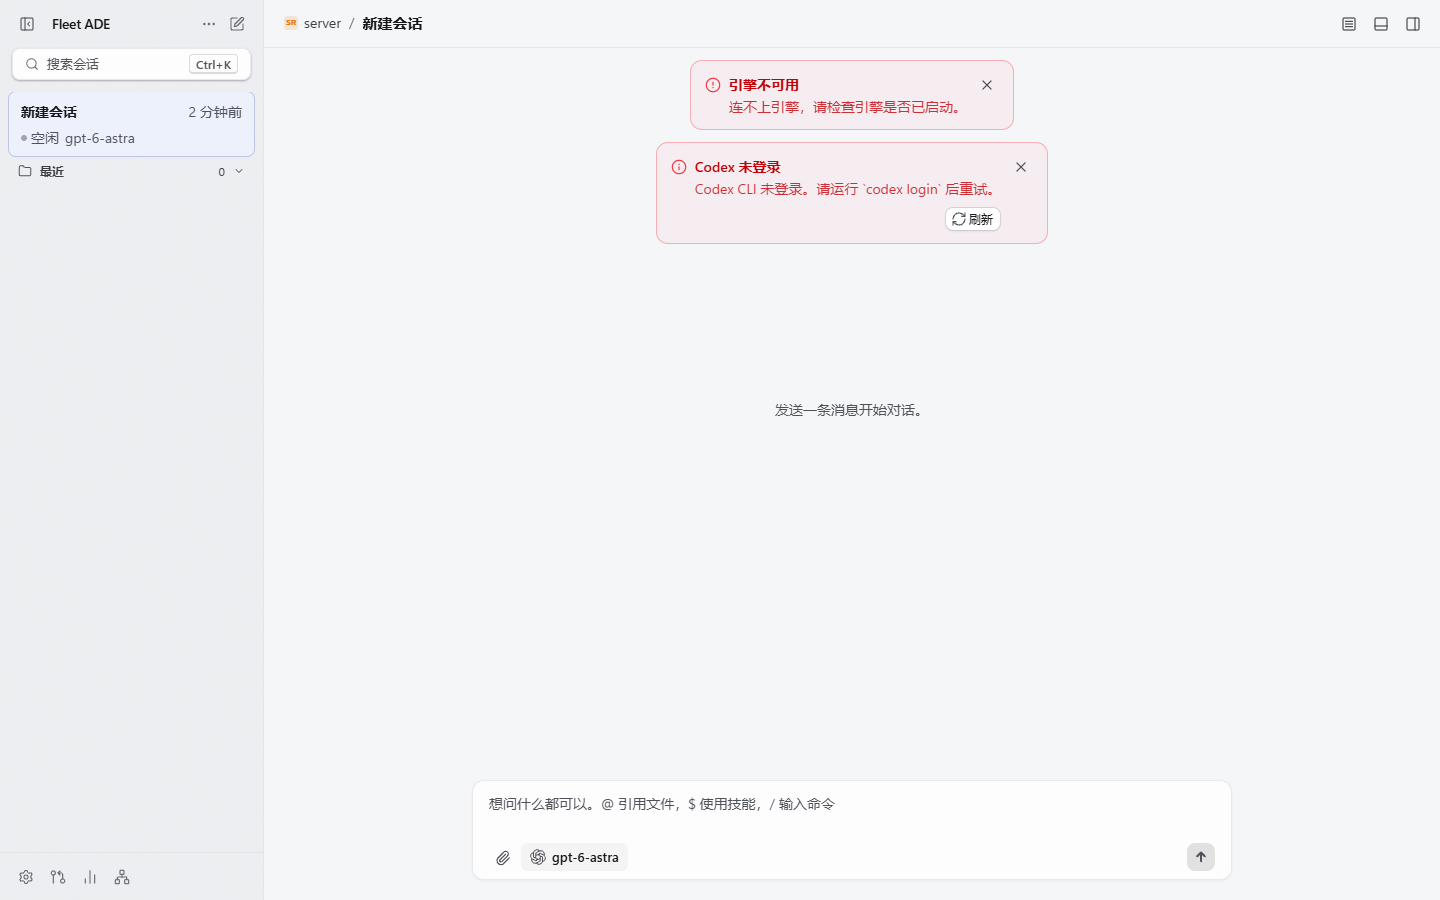 Fleet ADE
搜索会话 Ctrl+K
新建会话 2 分钟前
空闲 gpt-6-astra
最近 0
SR server / 新建会话
引擎不可用
连不上引擎，请检查引擎是否已启动。
Codex 未登录
Codex CLI 未登录。请运行 `codex login` 后重试。
刷新
发送一条消息开始对话。
想问什么都可以。@ 引用文件，$ 使用技能，/ 输入命令
gpt-6-astra